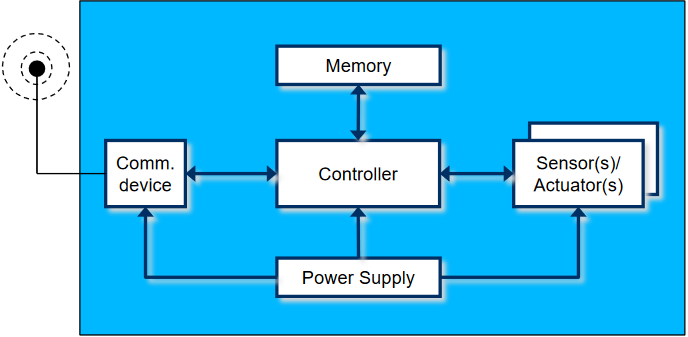 Memory
Comm.
device
Controller
Sensor(s)/
Actuator(s)
Power Supply